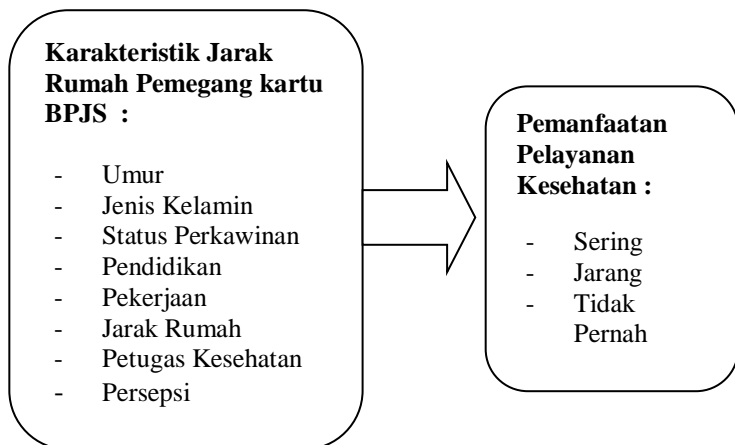 Karakteristik Jarak
Rumah Pemegang kartu
BPJS :
- Umur
- Jenis Kelamin
- Status Perkawinan
- Pendidikan
- Pekerjaan
- Jarak Rumah
- Petugas Kesehatan
- Persepsi
Pemanfaatan
Pelayanan
Kesehatan :
- Sering
- Jarang
- Tidak
Pernah